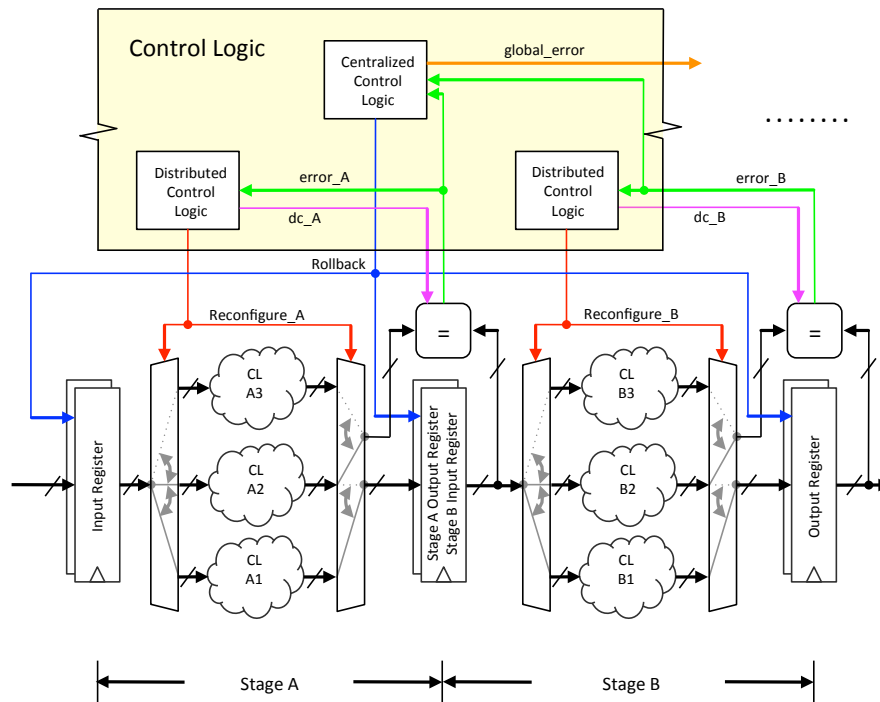 Control Logic
Centralized
Control
Logic
global_error
Distributed
Control
Logic
error_A
dc_A
Distributed
Control
Logic
error_B
dc_B
. . . . . . . .
Rollback
Reconfigure_A
=
Reconfigure_B
=
CL
A3
CL
A2
CL
A1
CL
B3
CL
B2
CL
B1
Input Register
Stage A Output Register
Stage B Input Register
Output Register
Stage A
Stage B